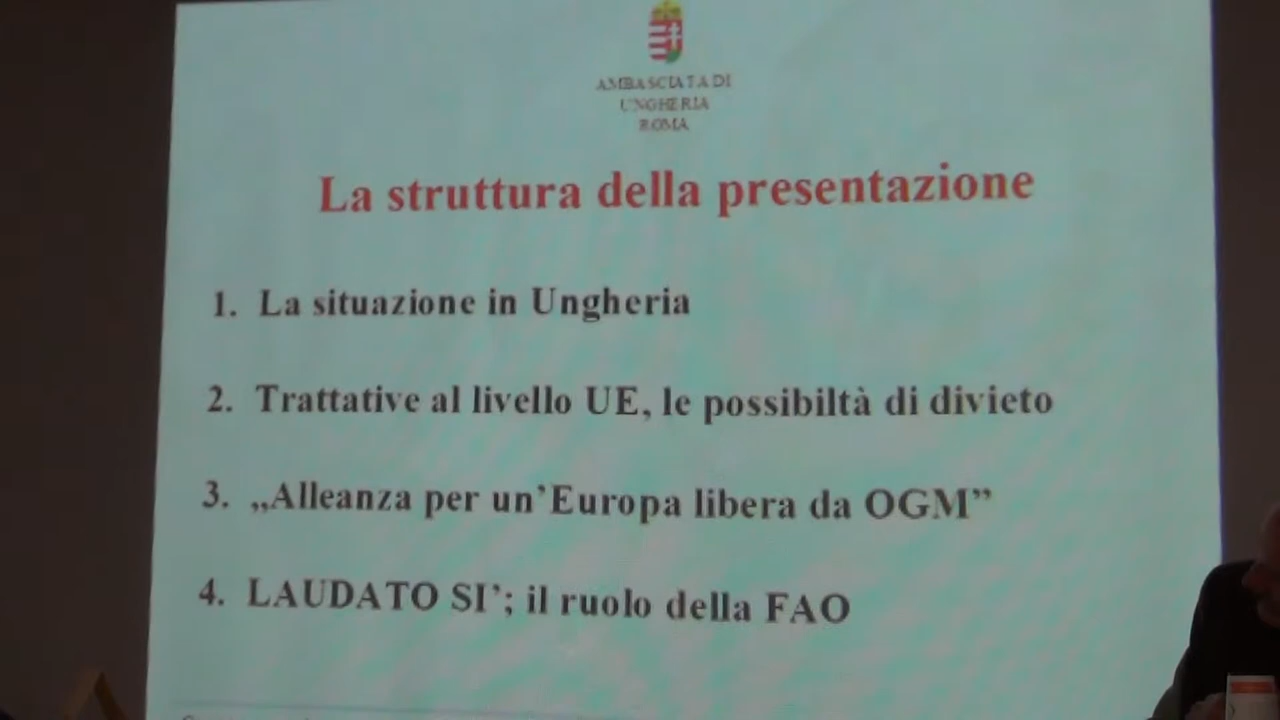 AMBASCIATA DI
UNGHERIA
ROMA
La struttura della presentazione
1. La situazione in Ungheria
2. Trattative al livello UE, le possibiltà di divieto
3. „Alleanza per un’Europa libera da OGM”
4. LAUDATO SI’; il ruolo della FAO